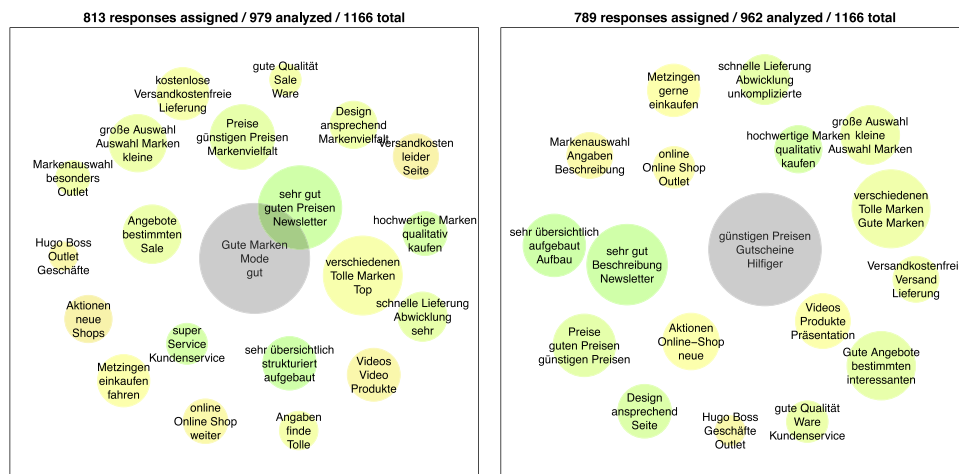 813 responses assigned / 979 analyzed / 1166 total
gute Qualität
Sale
Ware
kostenlose
Versandkostenfreie
Lieferung
Preise
günstigen Preisen
Markenvielfalt
Design
ansprechend
Markenvielfalt
große Auswahl
Auswahl Marken
kleine
Versandkosten
leider
Seite
Markenauswahl
besonders
Outlet
sehr gut
guten Preisen
Newsletter
Angebote
bestimmten
Sale
hochwertige Marken
qualitativ
kaufen
Hugo Boss
Outlet
Geschäfte
Gute Marken
Mode
gut
verschiedenen
Tolle Marken
Top
Aktionen
neue
Shops
schnelle Lieferung
Abwicklung
sehr
super
Service
Kundenservice
sehr übersichtlich
strukturiert
aufgebaut
Videos
Video
Produkte
Metzingen
einkaufen
fahren
online
Online Shop
weiter
Angaben
finde
Tolle
789 responses assigned / 962 analyzed / 1166 total
Metzingen
gerne
einkaufen
schnelle Lieferung
Abwicklung
unkomplizierte
große Auswahl
kleine
Auswahl Marken
hochwertige Marken
qualitativ
kaufen
Markenauswahl
Angaben
Beschreibung
online
Online Shop
Outlet
verschiedenen
Tolle Marken
Gute Marken
sehr übersichtlich
aufgebaut
Aufbau
sehr gut
Beschreibung
Newsletter
günstigen Preisen
Gutscheine
Hilfiger
Versandkostenfrei
Versand
Lieferung
Videos
Produkte
Präsentation
Preise
guten Preisen
günstigen Preisen
Aktionen
Online−Shop
neue
Gute Angebote
bestimmten
interessanten
Design
ansprechend
Seite
Hugo Boss
Geschäfte
Outlet
gute Qualität
Ware
Kundenservice